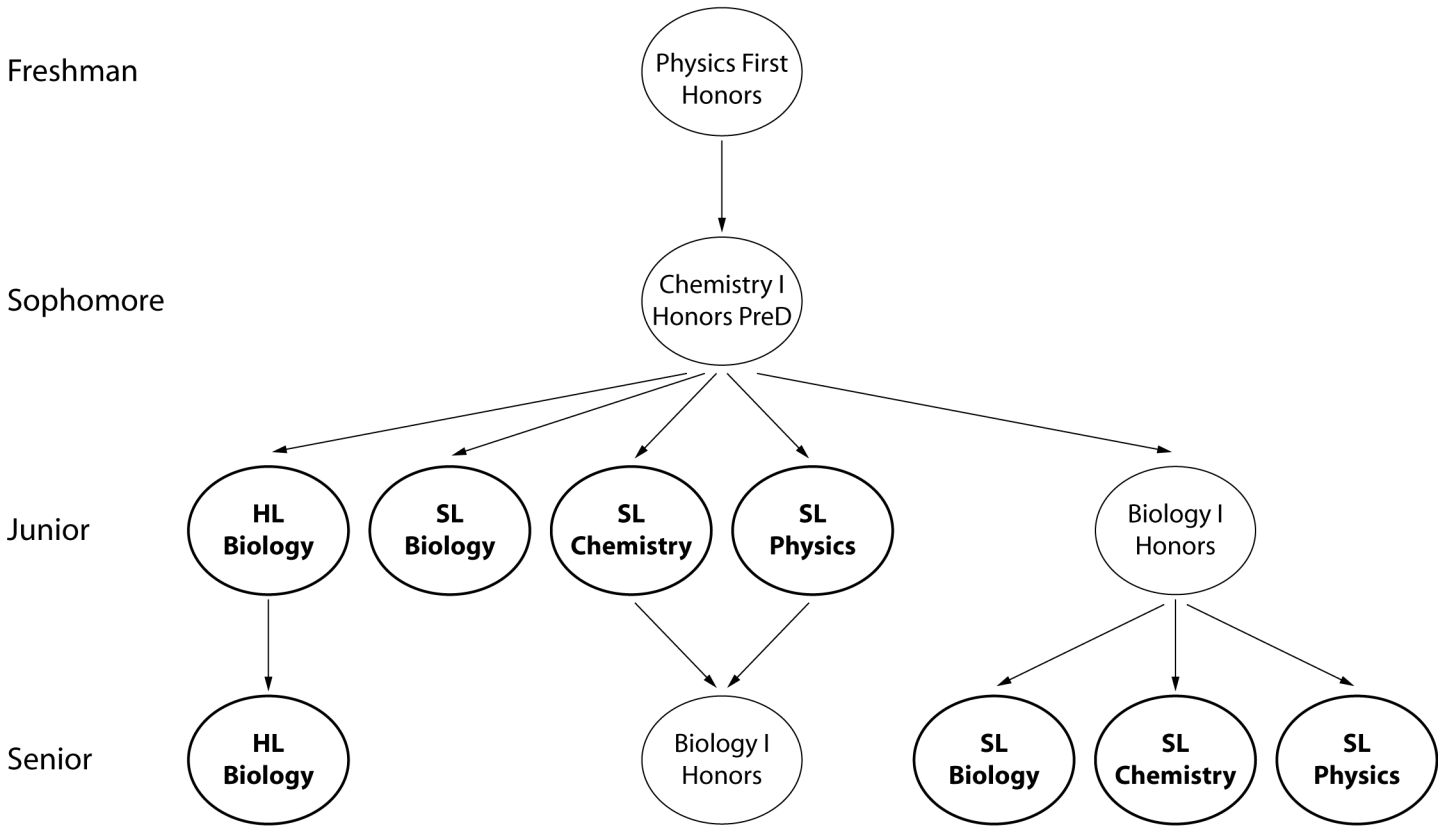 Freshman
Physics First
Honors
Sophomore
Chemistry I
Honors PreD
Junior
HL
Biology
SL
Biology
SL
Chemistry
SL
Physics
Biology I
Honors
Senior
HL
Biology
Biology I
Honors
SL
Biology
SL
Chemistry
SL
Physics